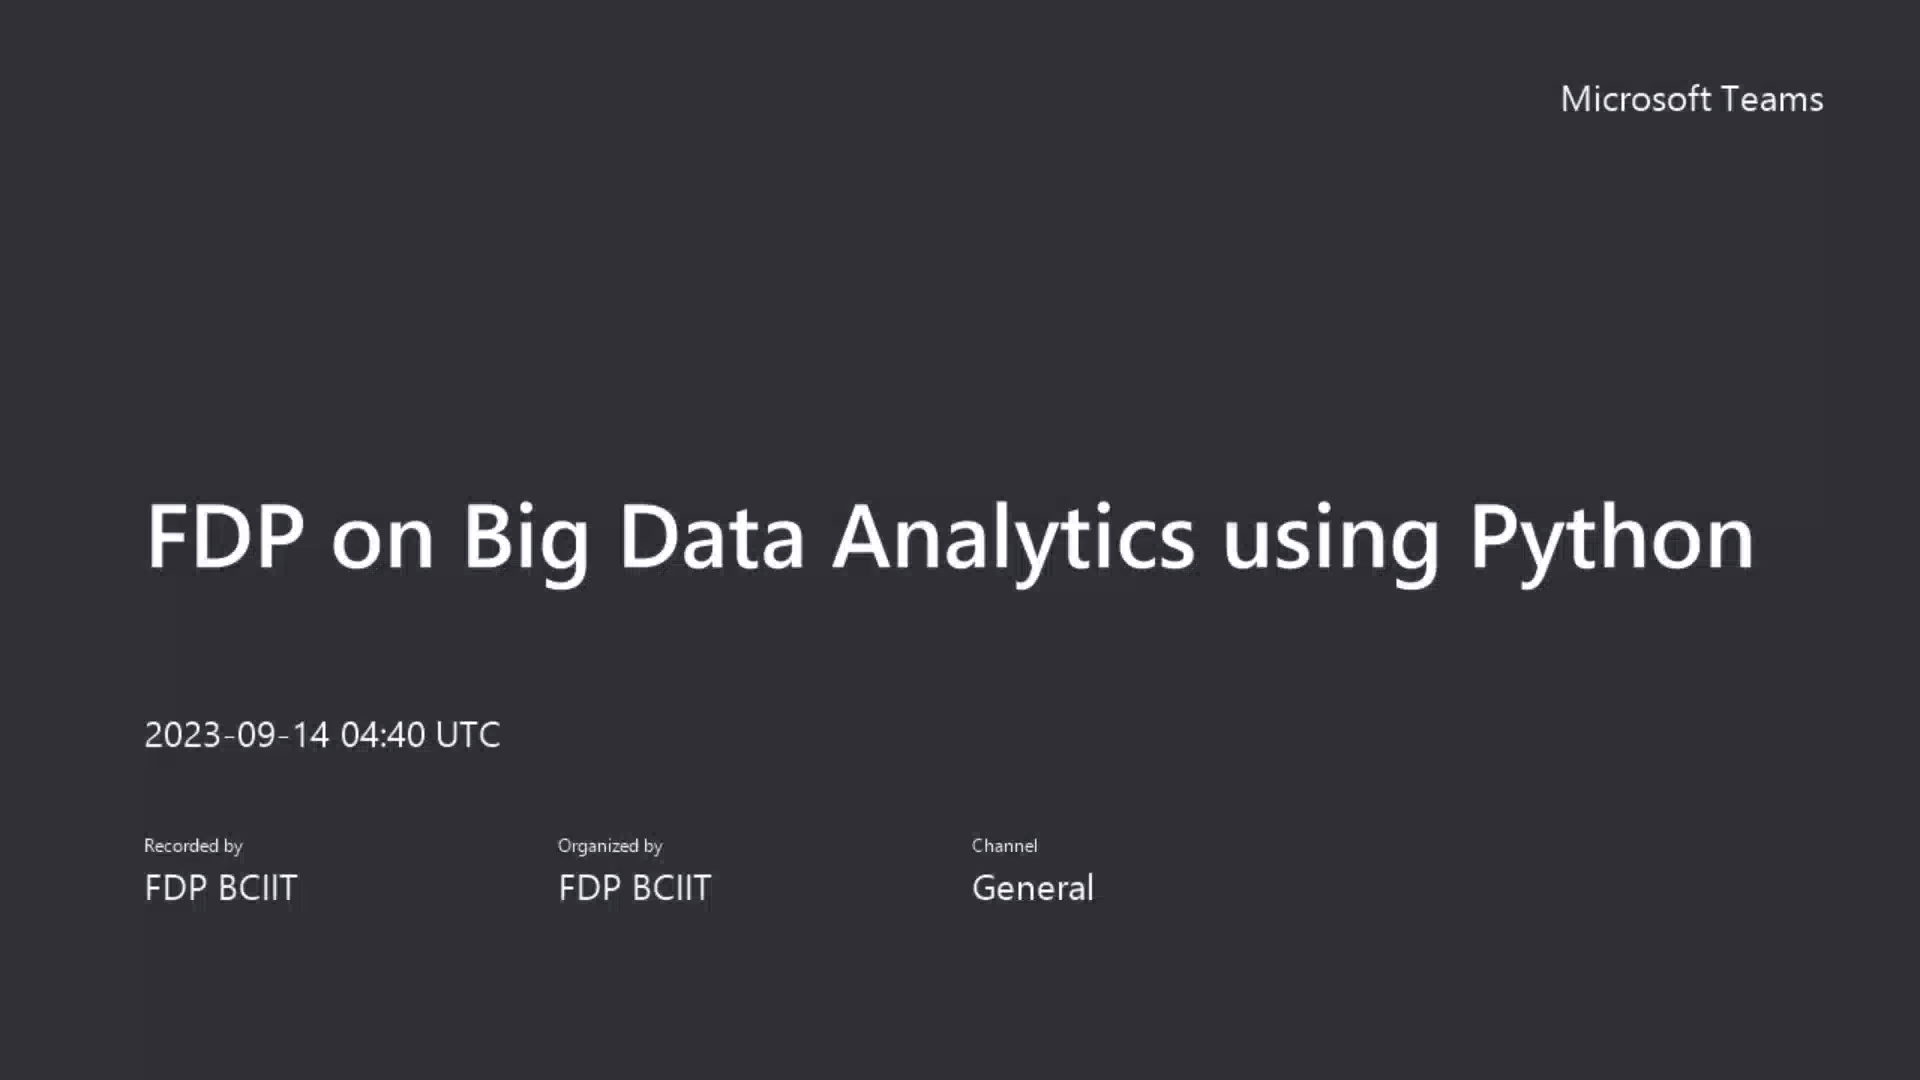 Microsoft Teams
FDP on Big Data Analytics using Python
2023-09-14 04:40 UTC
Recorded by
FDP BCIIT
Organized by
FDP BCIIT
Channel
General